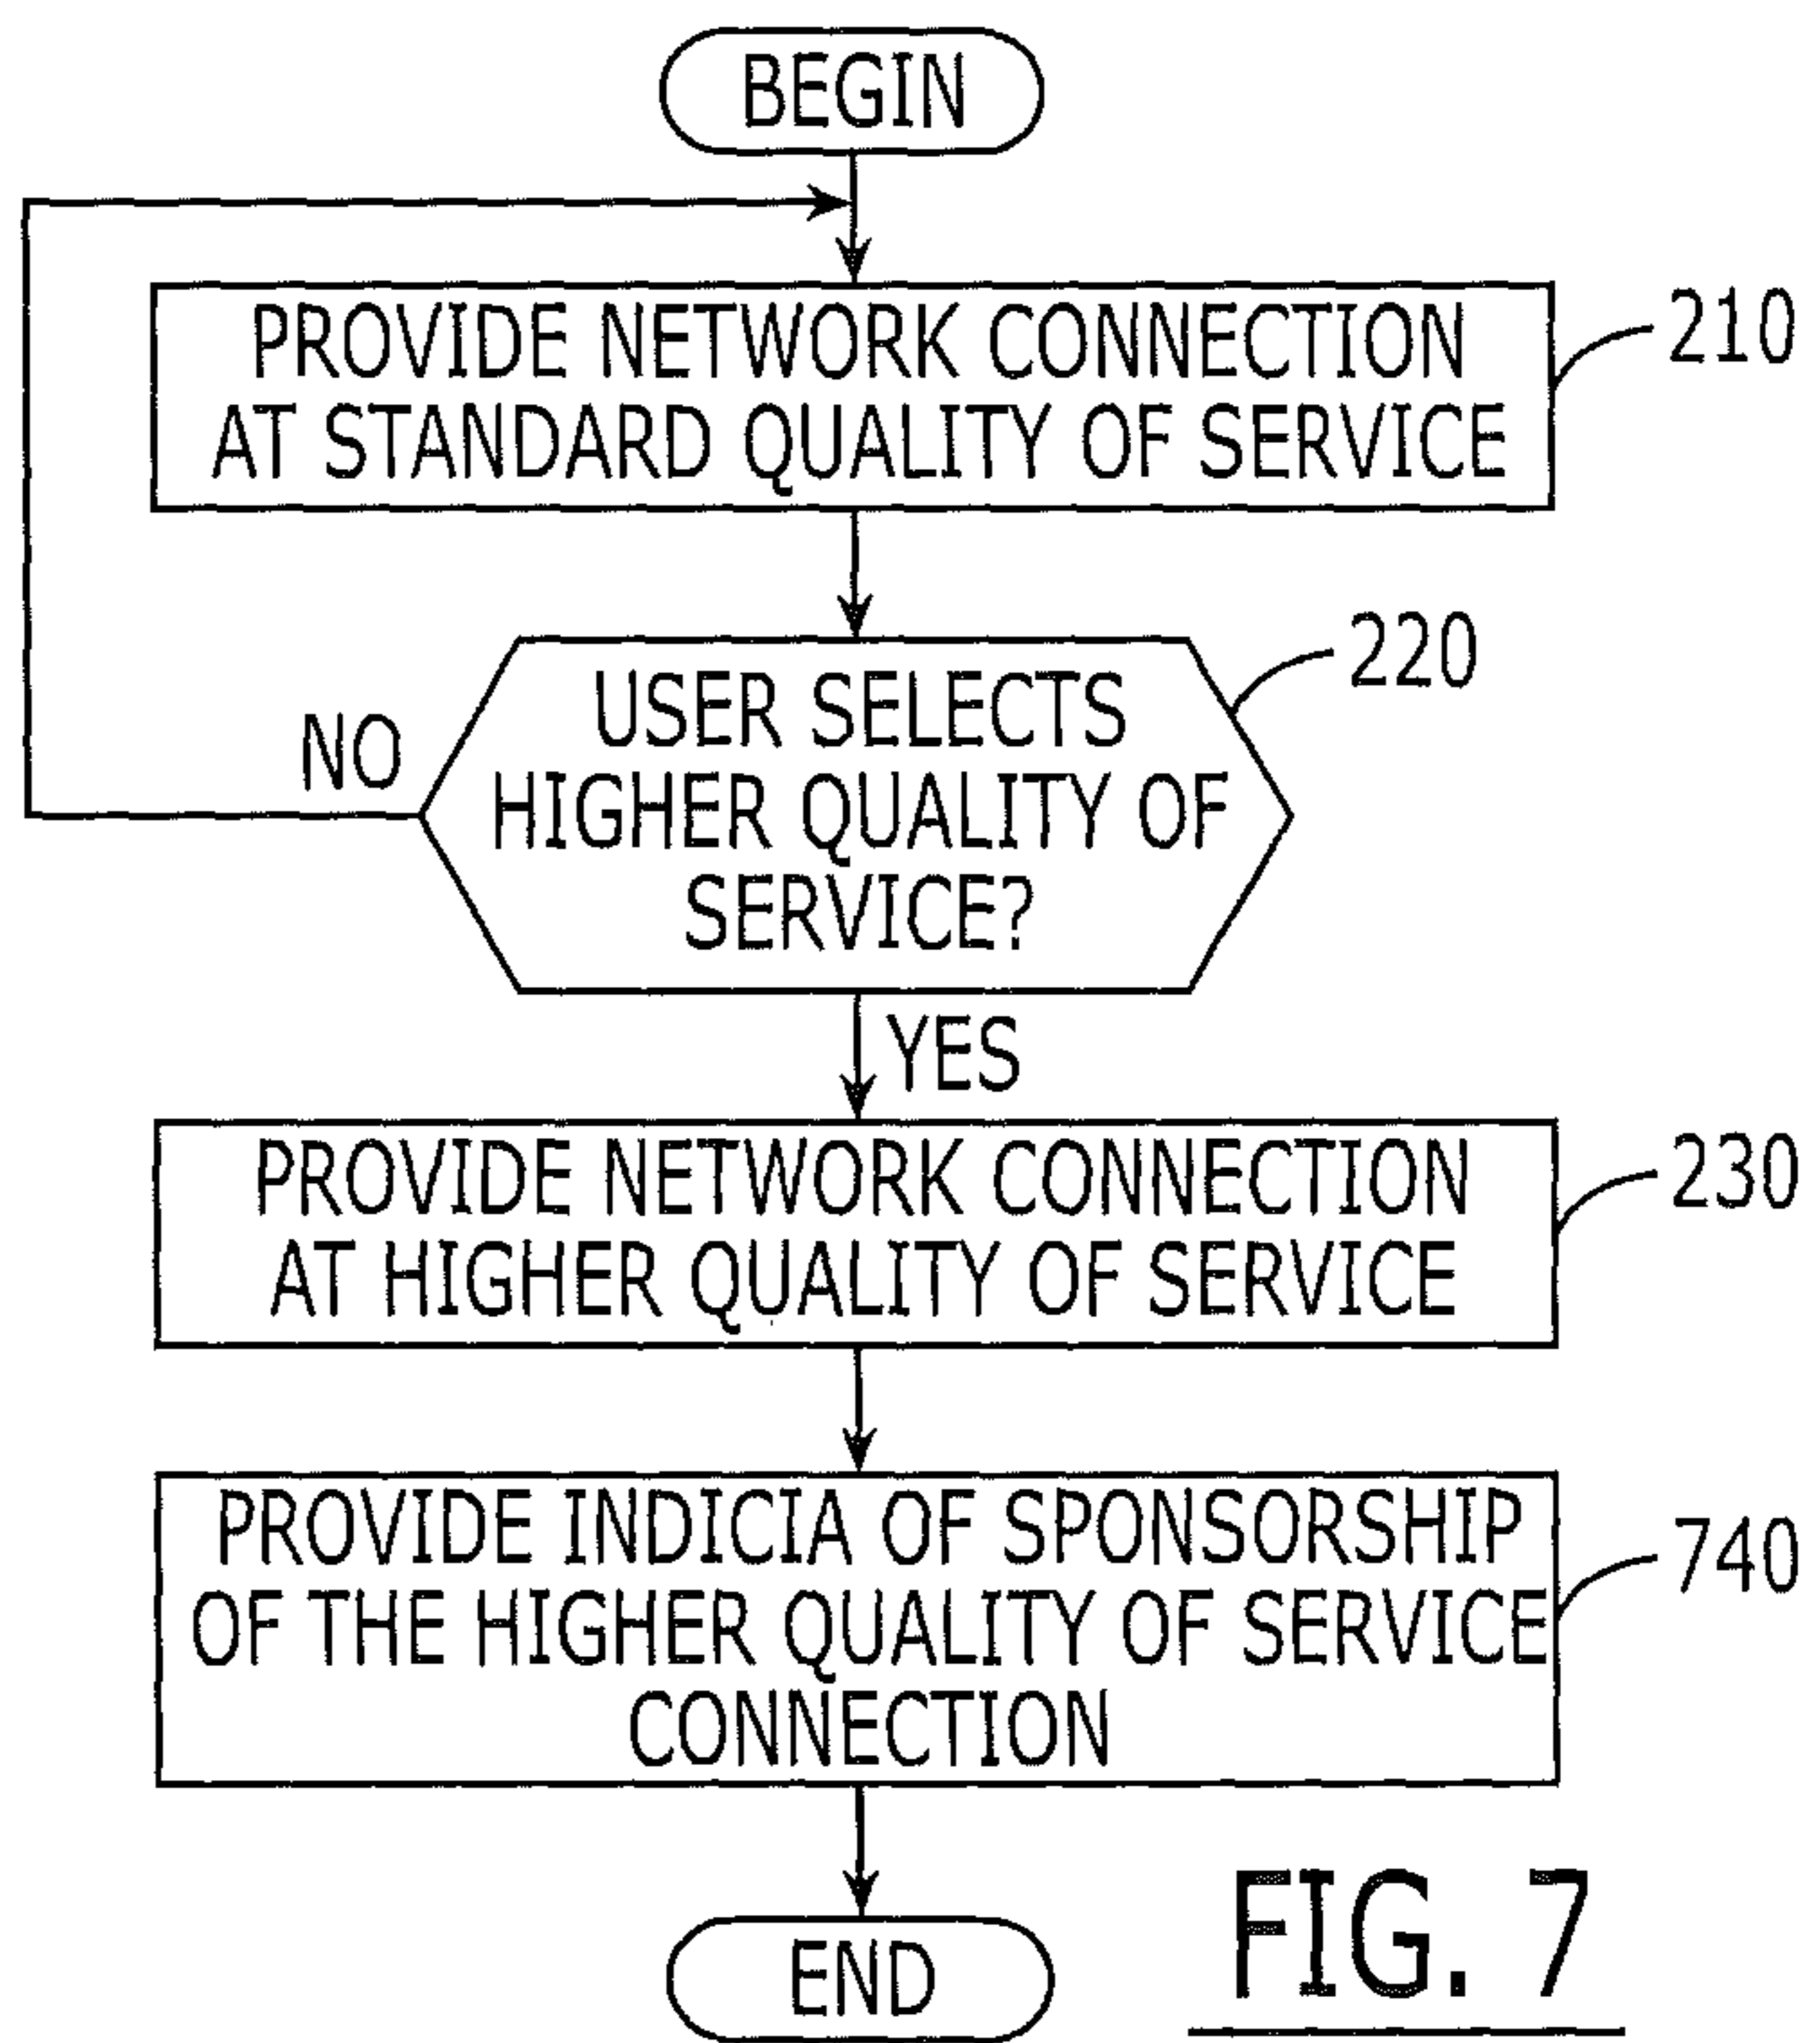 BEGIN
PROVIDE NETWORK CONNECTION
AT STANDARD QUALITY OF SERVICE
210
USER SELECTS
HIGHER QUALITY OF
SERVICE?
220
NO
YES
PROVIDE NETWORK CONNECTION
AT HIGHER QUALITY OF SERVICE
230
PROVIDE INDICIA OF SPONSORSHIP
OF THE HIGHER QUALITY OF SERVICE
CONNECTION
740
END
FIG. 7